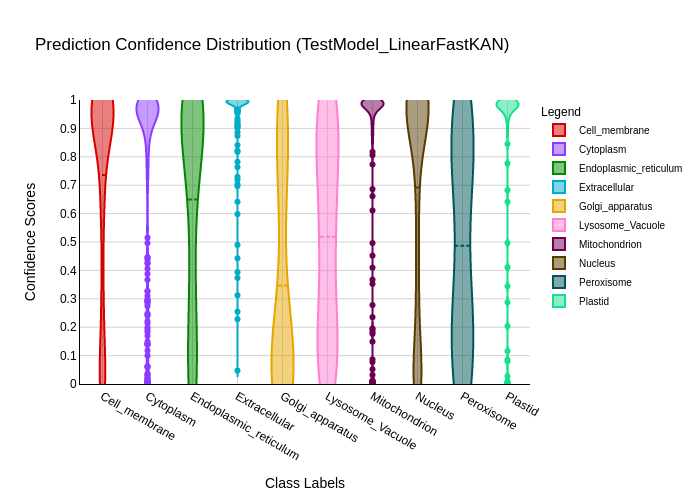 Prediction Confidence Distribution (TestModel_LinearFastKAN)
Legend
Cell_membrane
Cytoplasm
Endoplasmic_reticulum
Extracellular
Golgi_apparatus
Lysosome_Vacuole
Mitochondrion
Nucleus
Peroxisome
Plastid
Confidence Scores
1
0.9
0.8
0.7
0.6
0.5
0.4
0.3
0.2
0.1
0
Cell_membrane
Cytoplasm
Endoplasmic_reticulum
Extracellular
Golgi_apparatus
Lysosome_Vacuole
Mitochondrion
Nucleus
Peroxisome
Plastid
Class Labels